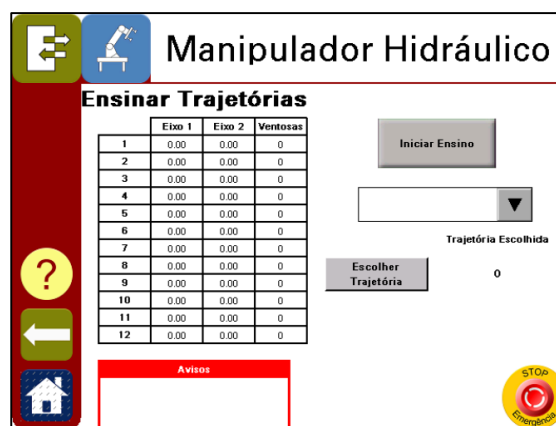 Manipulador Hidráulico
Ensinar Trajetórias
Eixo 1 Eixo 2 Ventosas
1 0.00 0.00 0
2 0.00 0.00 0
3 0.00 0.00 0
4 0.00 0.00 0
5 0.00 0.00 0
6 0.00 0.00 0
7 0.00 0.00 0
8 0.00 0.00 0
9 0.00 0.00 0
10 0.00 0.00 0
11 0.00 0.00 0
12 0.00 0.00 0
Iniciar Ensino
Trajetória Escolhida
Escolher
Trajetória
0
?
Avisos
STOP
Emergência